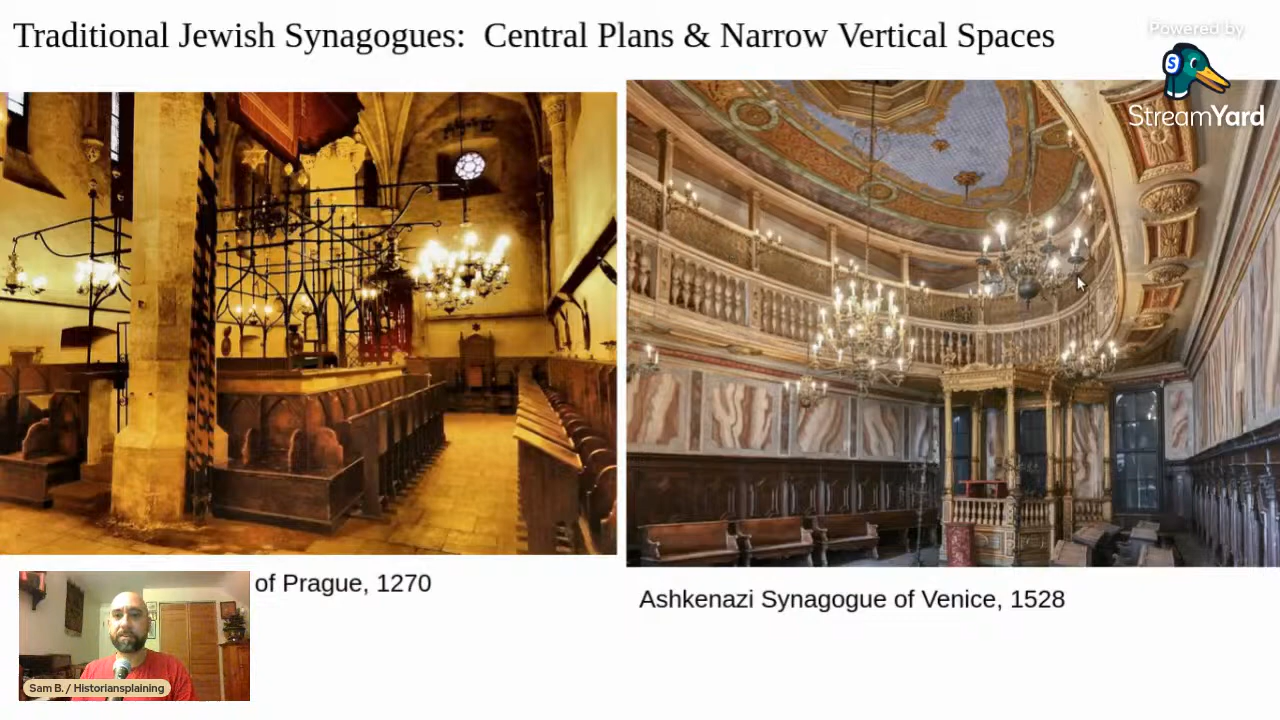 Traditional Jewish Synagogues:  Central Plans & Narrow Vertical Spaces
Powered by
S
StreamYard
of Prague, 1270
Ashkenazi Synagogue of Venice, 1528
Sam B. / Historiansplaining